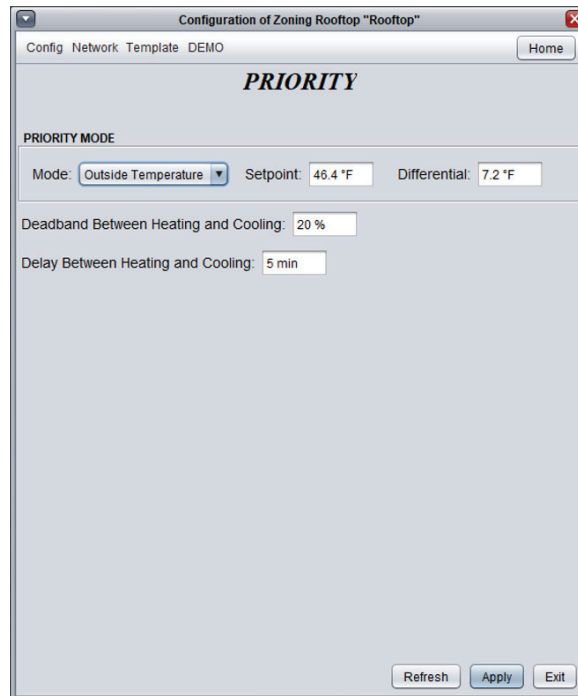 Configuration of Zoning Rooftop "Rooftop"
Config Network Template DEMO Home
PRIORITY
PRIORITY MODE
Mode: Outside Temperature Setpoint: 46.4 °F Differential: 7.2 °F
Deadband Between Heating and Cooling: 20 %
Delay Between Heating and Cooling: 5 min
Refresh Apply Exit